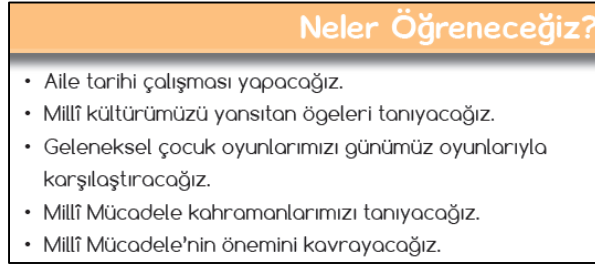 Neler Öğreneceğiz?
• Aile tarihi çalışması yapacağız.
• Millî kültürümüzü yansıtan ögeleri tanıyacağız.
• Geleneksel çocuk oyunlarımızı günümüz oyunlarıyla
karşılaştıracağız.
• Millî Mücadele kahramanlarımızı tanıyacağız.
• Millî Mücadele'nin önemini kavrayacağız.